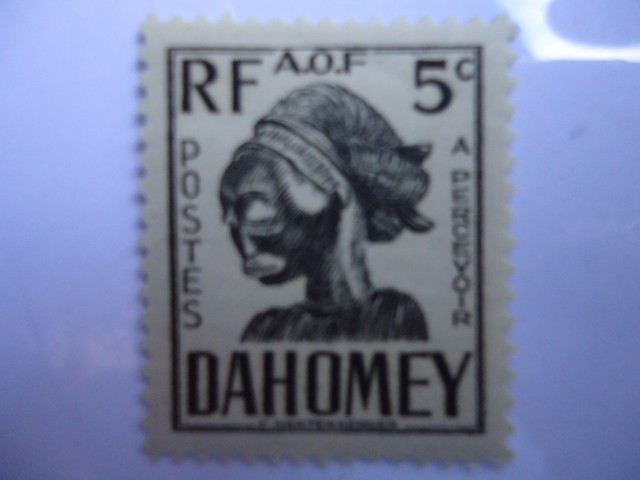 RF A.O.F 5c
POSTES
A PERCEVOIR
DAHOMEY